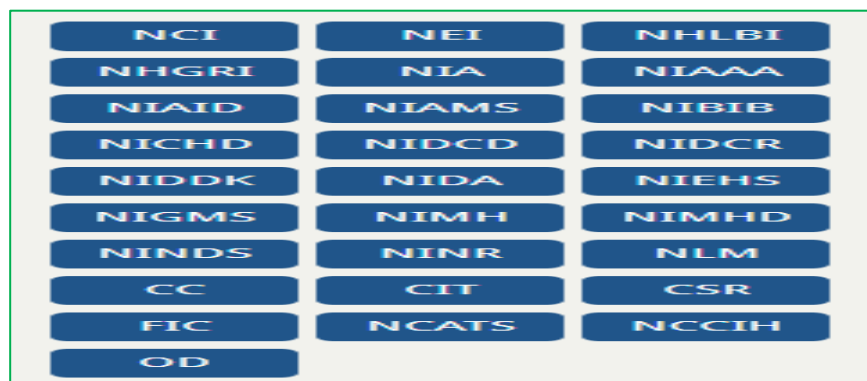 NCI NEI NHLBI
NHGRI NIA NIAAA
NIAID NIAMS NIBIB
NICHD NIDCD NIDCR
NIDDK NIDA NIEHS
NIGMS NIMH NIMHD
NINDS NINR NLM
CC CIT CSR
FIC NCATS NCCIH
OD